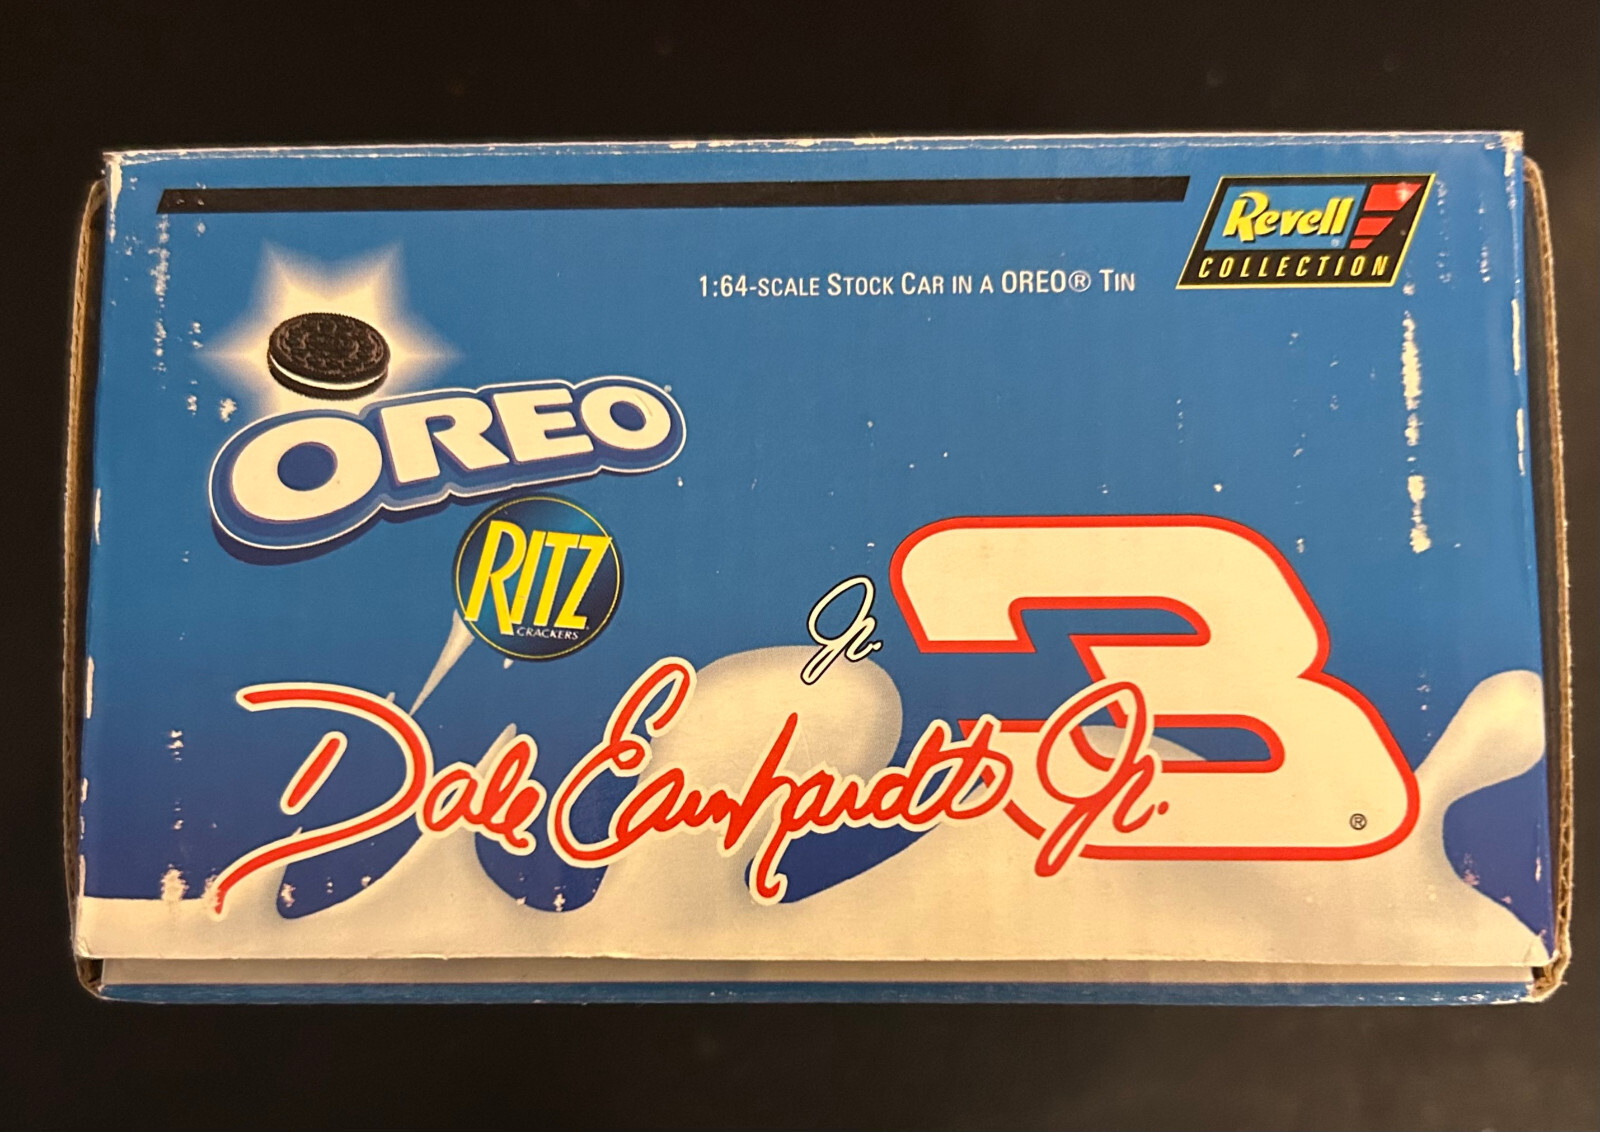 Revell
COLLECTION
1:64-SCALE STOCK CAR IN A OREO® TIN
OREO
RITZ
CRACKERS
Jr.
3
Dale Earnhardt Jr.
®